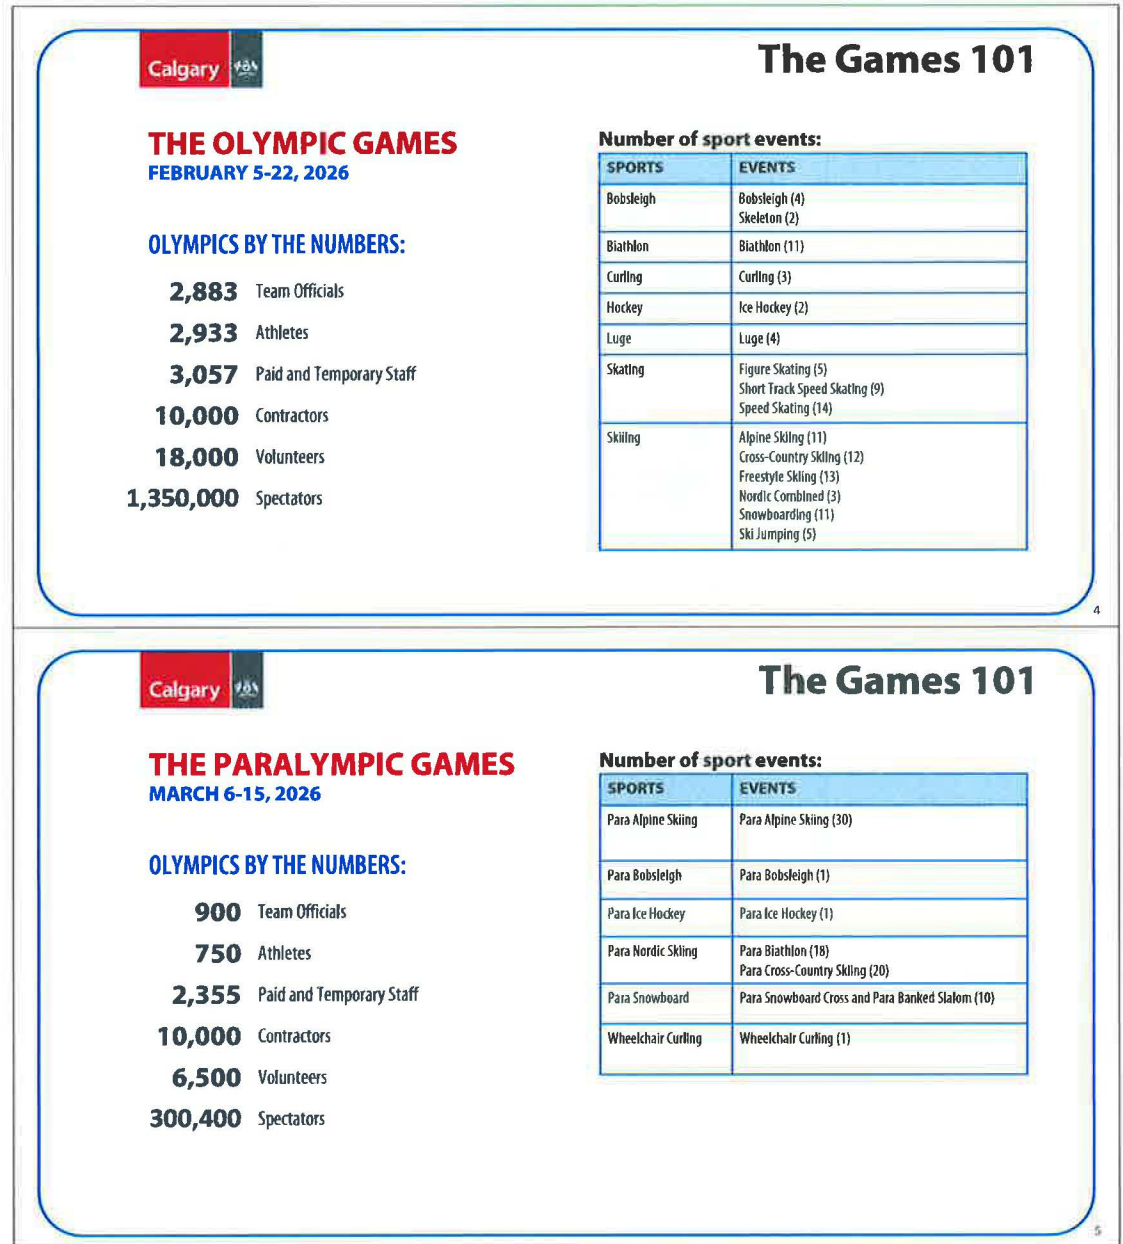 Calgary
The Games 101
THE OLYMPIC GAMES
FEBRUARY 5-22, 2026
OLYMPICS BY THE NUMBERS:
2,883 Team Officials
2,933 Athletes
3,057 Paid and Temporary Staff
10,000 Contractors
18,000 Volunteers
1,350,000 Spectators
Number of sport events:
SPORTS EVENTS
Bobsleigh Bobsleigh (4)
Skeleton (2)
Biathlon Biathlon (11)
Curling Curling (3)
Hockey Ice Hockey (2)
Luge Luge (4)
Skating Figure Skating (5)
Short Track Speed Skating (9)
Speed Skating (14)
Skiing Alpine Skiing (11)
Cross-Country Skiing (12)
Freestyle Skiing (13)
Nordic Combined (3)
Snowboarding (11)
Ski Jumping (5)
4
Calgary
The Games 101
THE PARALYMPIC GAMES
MARCH 6-15, 2026
OLYMPICS BY THE NUMBERS:
900 Team Officials
750 Athletes
2,355 Paid and Temporary Staff
10,000 Contractors
6,500 Volunteers
300,400 Spectators
Number of sport events:
SPORTS EVENTS
Para Alpine Skiing Para Alpine Skiing (30)
Para Bobsleigh Para Bobsleigh (1)
Para Ice Hockey Para Ice Hockey (1)
Para Nordic Skiing Para Biathlon (18)
Para Cross-Country Skiing (20)
Para Snowboard Para Snowboard Cross and Para Banked Slalom (10)
Wheelchair Curling Wheelchair Curling (1)
5